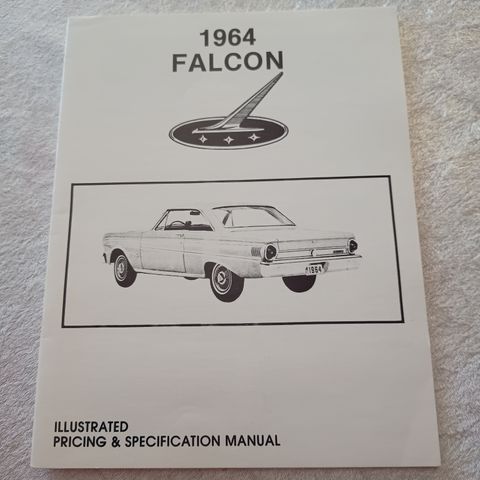 1964
FALCON
1964
ILLUSTRATED
PRICING & SPECIFICATION MANUAL